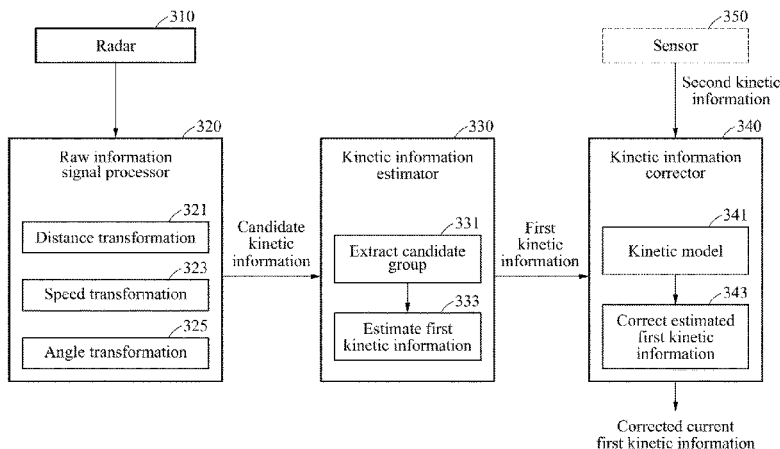 310
Radar
350
Sensor
Second kinetic
information
320
Raw information
signal processor
321
Distance transformation
323
Speed transformation
325
Angle transformation
Candidate
kinetic
information
330
Kinetic information
estimator
331
Extract candidate
group
333
Estimate first
kinetic information
First
kinetic
information
340
Kinetic information
corrector
341
Kinetic model
343
Correct estimated
first kinetic
information
Corrected current
first kinetic information